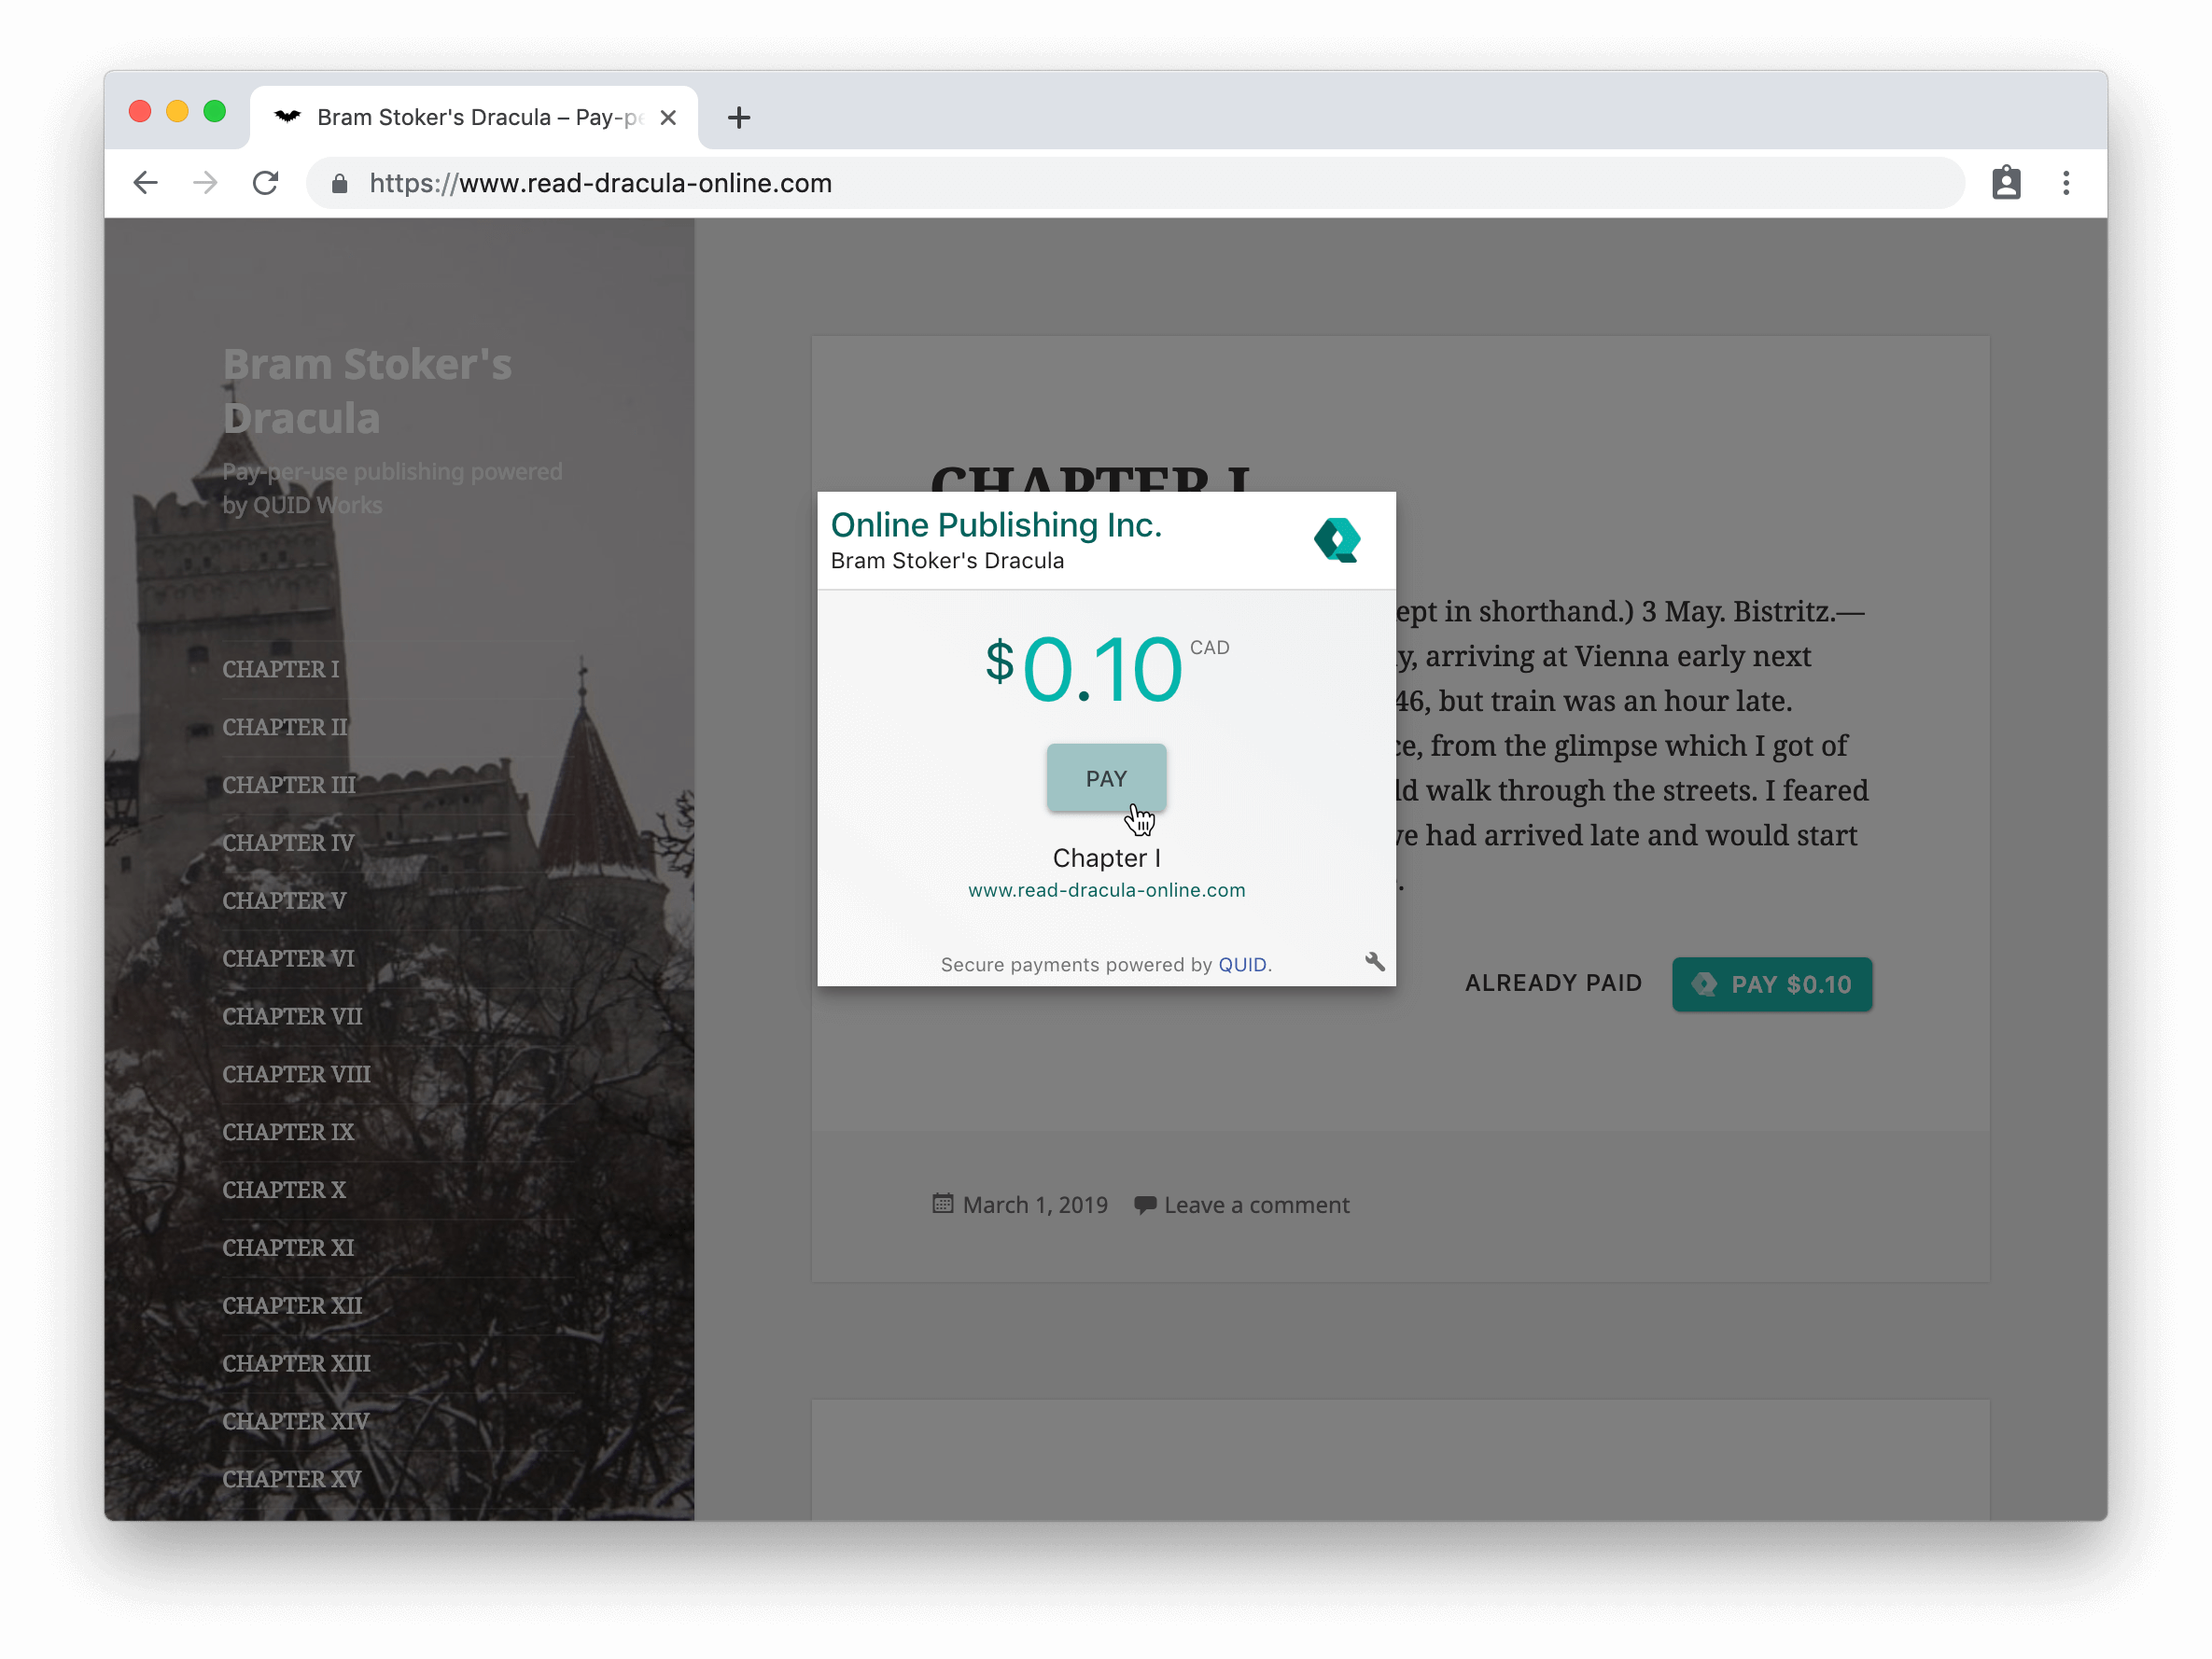 Bram Stoker's Dracula – Pay-pe
https://www.read-dracula-online.com
Bram Stoker's
Dracula
Pay-per-use publishing powered
by QUID Works
CHAPTER I
CHAPTER II
CHAPTER III
CHAPTER IV
CHAPTER V
CHAPTER VI
CHAPTER VII
CHAPTER VIII
CHAPTER IX
CHAPTER X
CHAPTER XI
CHAPTER XII
CHAPTER XIII
CHAPTER XIV
CHAPTER XV
CHAPTER I
Online Publishing Inc.
Bram Stoker's Dracula
$0.10 CAD
PAY
Chapter I
www.read-dracula-online.com
Secure payments powered by QUID.
ept in shorthand.) 3 May. Bistritz.—
y, arriving at Vienna early next
46, but train was an hour late.
ce, from the glimpse which I got of
ld walk through the streets. I feared
ve had arrived late and would start
.
ALREADY PAID
PAY $0.10
March 1, 2019
Leave a comment